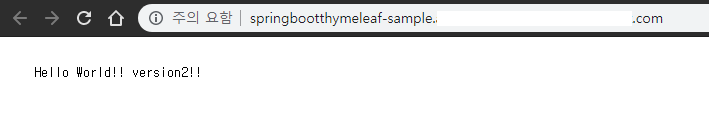 주의 요함 springbootthymeleaf-sample. .com
Hello World!! version2!!